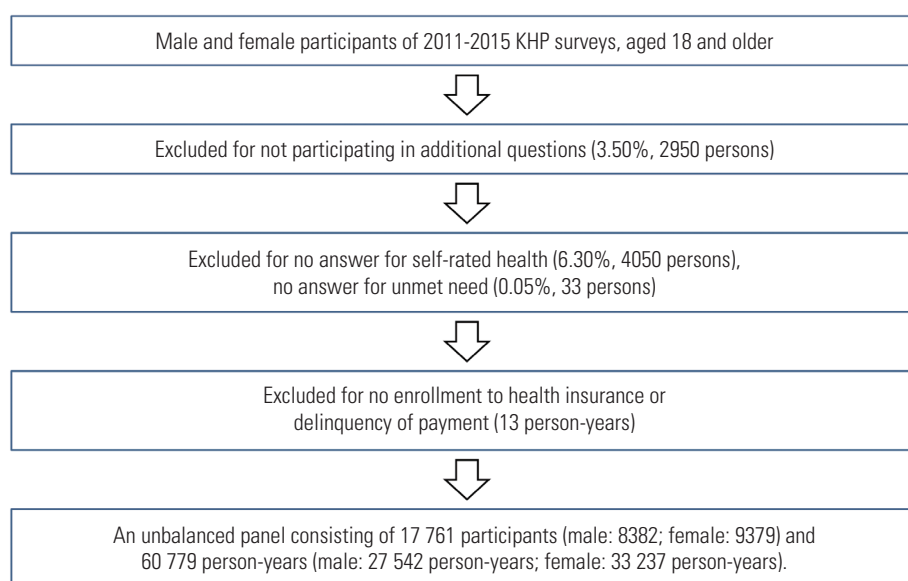 Male and female participants of 2011-2015 KHP surveys, aged 18 and older
Excluded for not participating in additional questions (3.50%, 2950 persons)
Excluded for no answer for self-rated health (6.30%, 4050 persons),
no answer for unmet need (0.05%, 33 persons)
Excluded for no enrollment to health insurance or
delinquency of payment (13 person-years)
An unbalanced panel consisting of 17 761 participants (male: 8382; female: 9379) and
60 779 person-years (male: 27 542 person-years; female: 33 237 person-years).